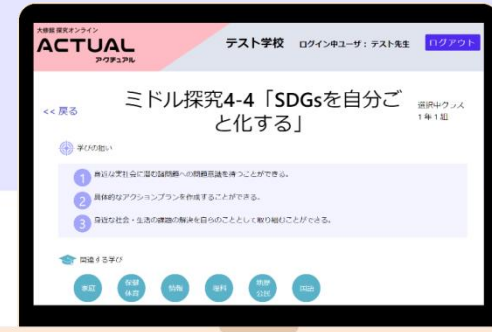 大修館 探究オンライン
ACTUAL
アクチュアル
テスト学校 ログイン中ユーザ： テスト先生 ログアウト
<< 戻る
ミドル探究4-4「SDGsを自分ご
と化する」
選択中クラス
1年1組
学びの狙い
1 身近な実社会に潜む諸問題への問題意識を持つことができる。
2 具体的なアクションプランを作成することができる。
3 身近な社会・生活の課題の解決を自らのこととして取り組むことができる。
関連する学び
家庭 保健体育 情報 理科 地歴公民 国語